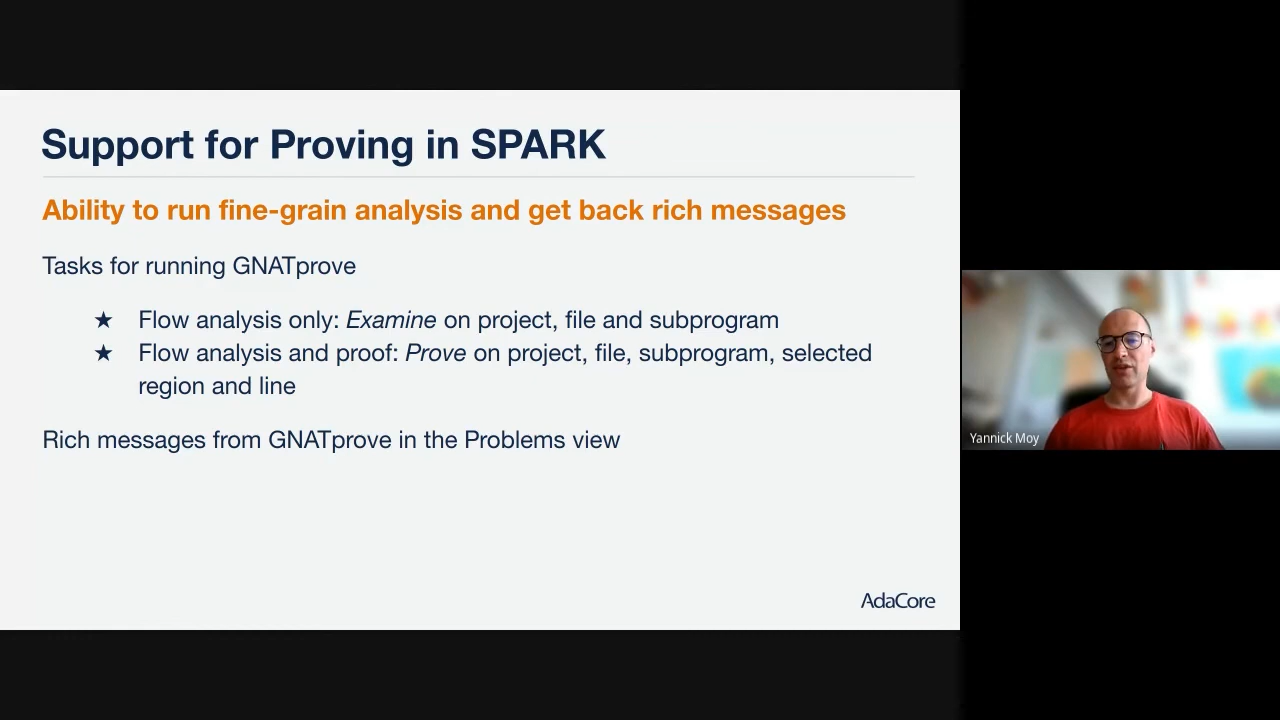 Support for Proving in SPARK
Ability to run fine-grain analysis and get back rich messages
Tasks for running GNATprove
★ Flow analysis only: Examine on project, file and subprogram
★ Flow analysis and proof: Prove on project, file, subprogram, selected
region and line
Rich messages from GNATprove in the Problems view
AdaCore
Yannick Moy